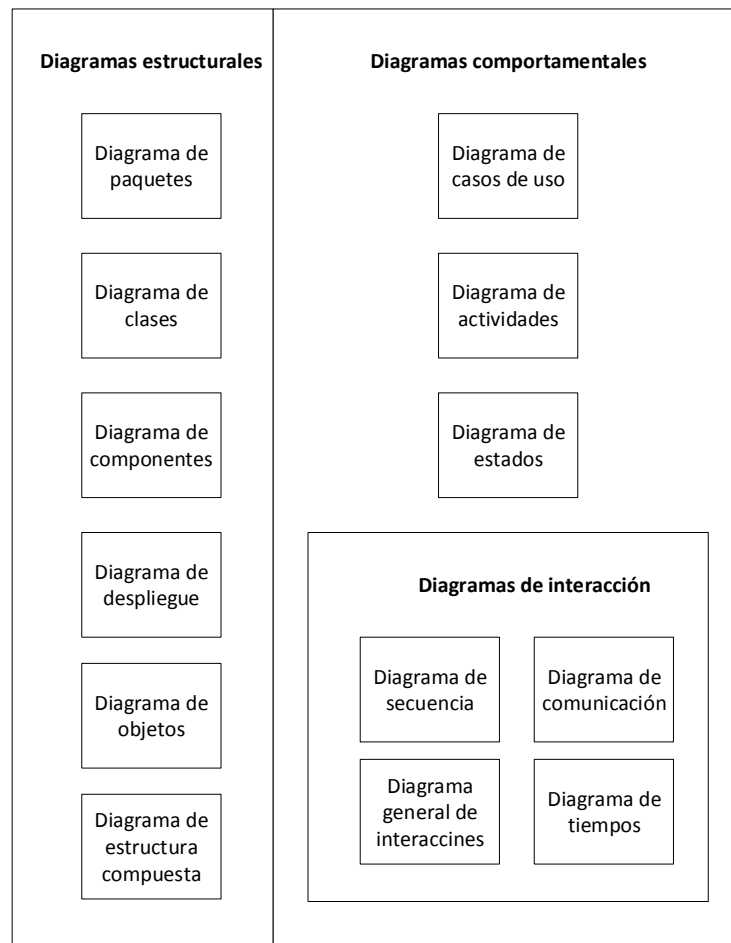 Diagramas estructurales
Diagrama de
paquetes
Diagrama de
clases
Diagrama de
componentes
Diagrama de
despliegue
Diagrama de
objetos
Diagrama de
estructura
compuesta
Diagramas comportamentales
Diagrama de
casos de uso
Diagrama de
actividades
Diagrama de
estados
Diagramas de interacción
Diagrama de
secuencia
Diagrama de
comunicación
Diagrama
general de
interaccines
Diagrama de
tiempos